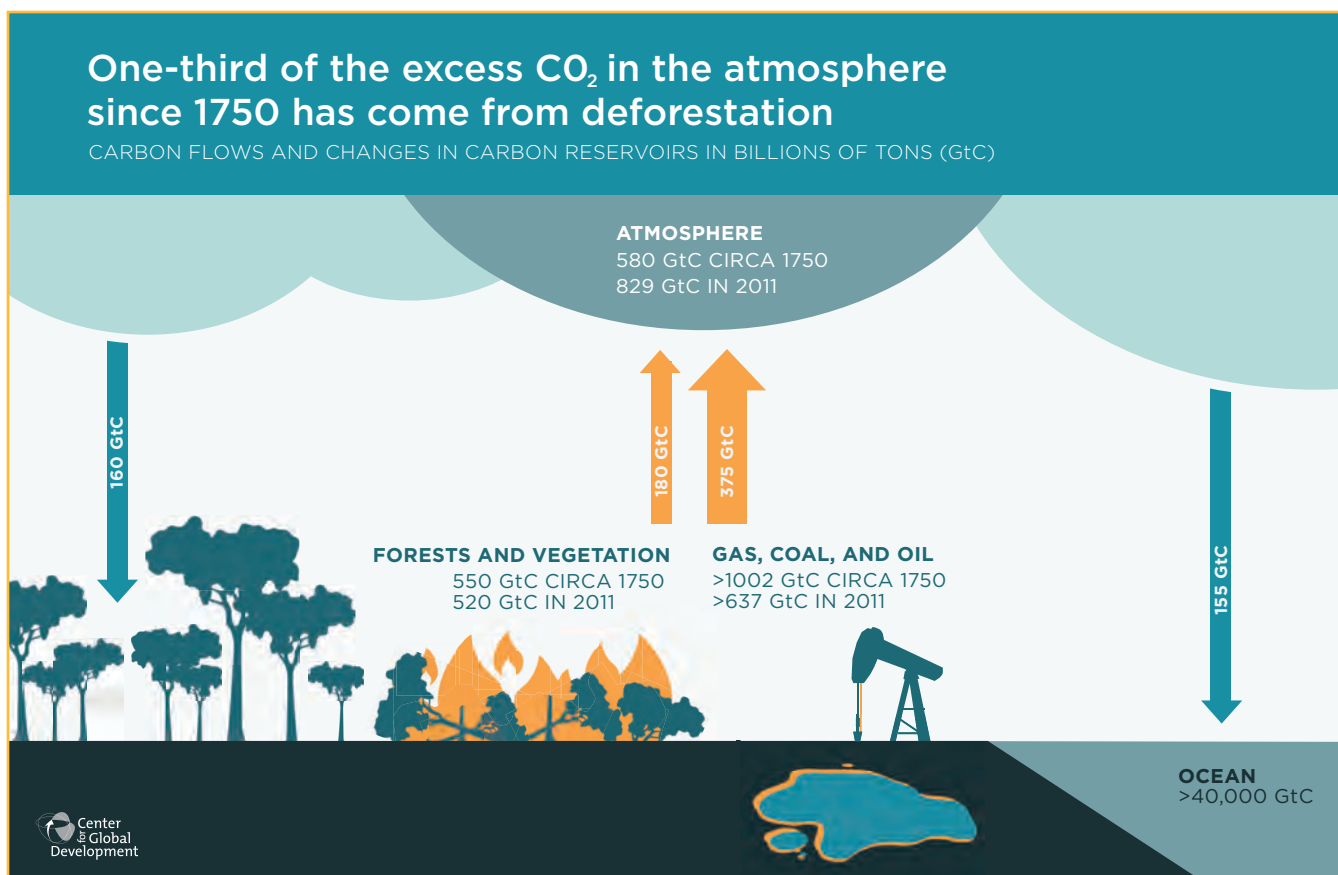 One-third of the excess C0₂ in the atmosphere
since 1750 has come from deforestation
CARBON FLOWS AND CHANGES IN CARBON RESERVOIRS IN BILLIONS OF TONS (GtC)
ATMOSPHERE
580 GtC CIRCA 1750
829 GtC IN 2011
160 GtC
180 GtC
375 GtC
155 GtC
FORESTS AND VEGETATION
550 GtC CIRCA 1750
520 GtC IN 2011
GAS, COAL, AND OIL
>1002 GtC CIRCA 1750
>637 GtC IN 2011
OCEAN
>40,000 GtC
Center
for Global
Development